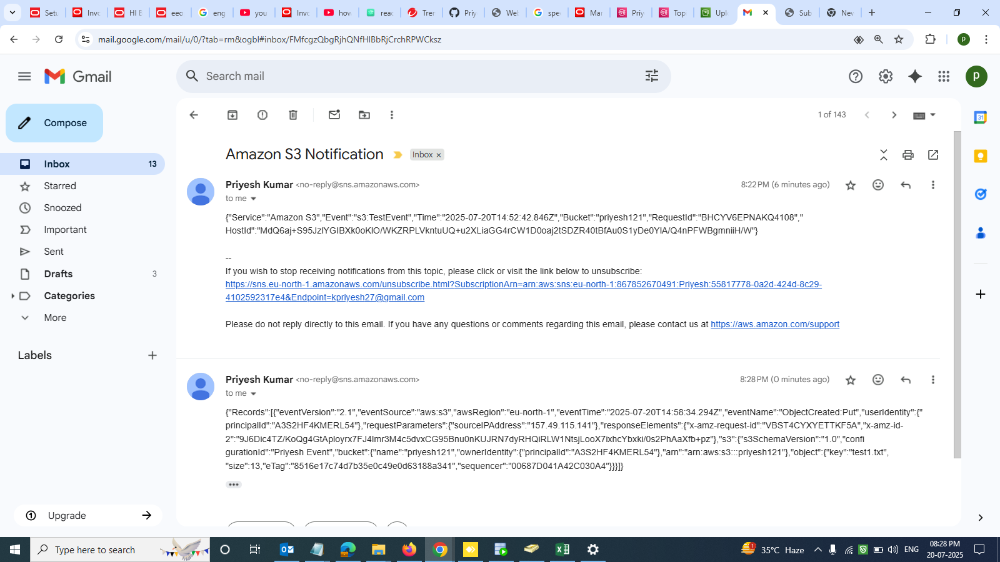 Setu
Invo
HI E
eeo
eng
you
Invo
how
reac
Tren
Priy
Wel
spe
Mar
Priy
Top
Uplo
Sub
Nev
mail.google.com/mail/u/0/?tab=rm&ogbl#inbox/FMfcgzQbgRjhQNfHlBbRjCrchRPWCksz
p
Gmail
Search mail
p
Compose
1 of 143
31
Inbox 13
Starred
Snoozed
Important
Sent
Drafts 3
Categories
More
Labels
Upgrade
Amazon S3 Notification
Inbox x
Priyesh Kumar <no-reply@sns.amazonaws.com>
8:22 PM (6 minutes ago)
to me
{"Service":"Amazon S3","Event":"s3:TestEvent","Time":"2025-07-20T14:52:42.846Z","Bucket":"priyesh121","RequestId":"BHCYV6EPNAKQ4108","
HostId":"MdQ6aj+S95JzlYGIBXk0oKlO/WKZRPLVkntuUQ+u2XLiaGG4rCW1D0oaj2tSDZR40tBfAu0S1yDe0YIA/Q4nPFWBgmniiH/W"}
--
If you wish to stop receiving notifications from this topic, please click or visit the link below to unsubscribe:
https://sns.eu-north-1.amazonaws.com/unsubscribe.html?SubscriptionArn=arn:aws:sns:eu-north-1:867852670491:Priyesh:55817778-0a2d-424d-8c29-
4102592317e4&Endpoint=kpriyesh27@gmail.com
Please do not reply directly to this email. If you have any questions or comments regarding this email, please contact us at https://aws.amazon.com/support
Priyesh Kumar <no-reply@sns.amazonaws.com>
8:28 PM (0 minutes ago)
to me
{"Records":[{"eventVersion":"2.1","eventSource":"aws:s3","awsRegion":"eu-north-1","eventTime":"2025-07-20T14:58:34.294Z","eventName":"ObjectCreated:Put","userIdentity":{"
principalId":"A3S2HF4KMERL54"},"requestParameters":{"sourceIPAddress":"157.49.115.141"},"responseElements":{"x-amz-request-id":"VBST4CYXYETTKF5A","x-amz-id-
2":"9J6Dic4TZ/KoQg4GtAployrx7FJ4Imr3M4c5dvxCG95Bnu0nKUJRN7dyRHQiRLW1NtsjLooX7ixhcYbxki/0s2PhAaXfb+pz"},"s3":{"s3SchemaVersion":"1.0","confi
gurationId":"Priyesh Event","bucket":{"name":"priyesh121","ownerIdentity":{"principalId":"A3S2HF4KMERL54"},"arn":"arn:aws:s3:::priyesh121"},"object":{"key":"test1.txt",
"size":13,"eTag":"8516e17c74d7b35e0c49e0d63188a341","sequencer":"00687D041A42C030A4"}}}]}
Type here to search
35°C Haze
ENG
08:28 PM
20-07-2025